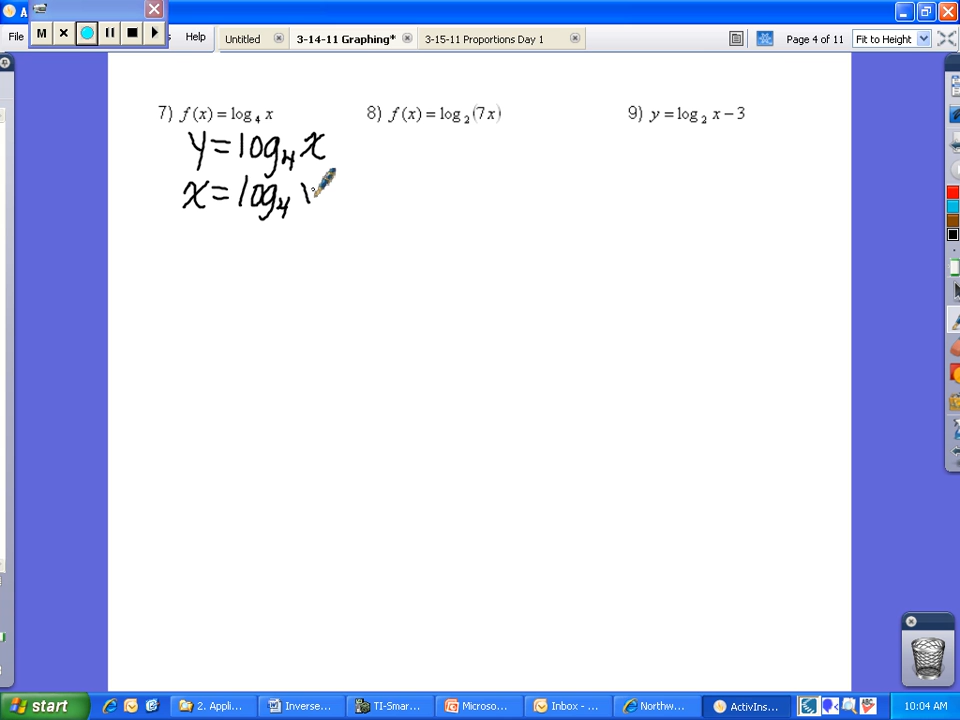 A
M
File
Help
Untitled
3-14-11 Graphing*
3-15-11 Proportions Day 1
Page 4 of 11
Fit to Height
7) f(x) = log₄ x
8) f(x) = log₂(7x)
9) y = log₂ x − 3
y = log₄ x
x = log₄
start
2. Appli...
Inverse...
TI-Smar...
Microso...
Inbox - ...
Northw...
ActivIns...
10:04 AM